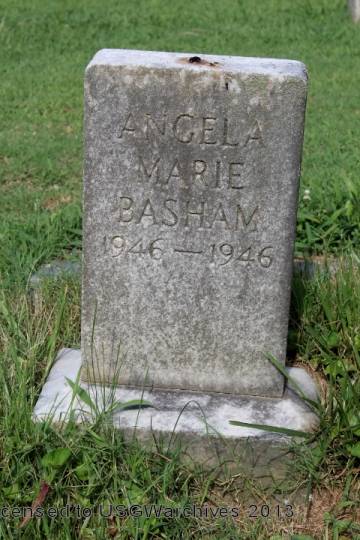 ANGELA
MARIE
BASHAM
1946—1946
censed to USGWarchives 2013